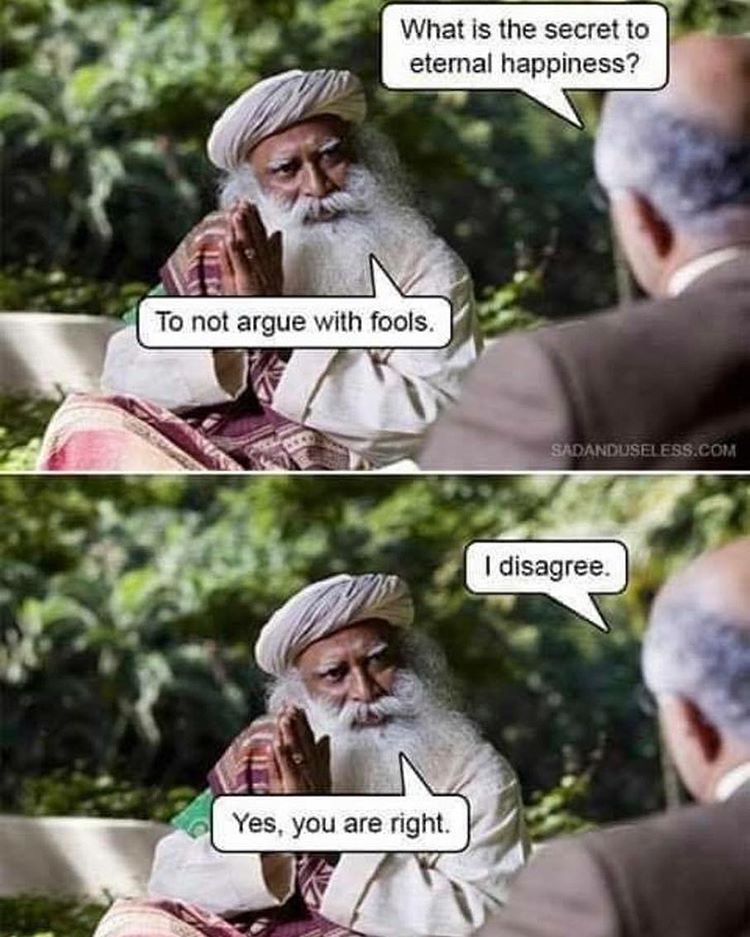 What is the secret to
eternal happiness?
To not argue with fools.
SADANDUSELESS.COM
I disagree.
Yes, you are right.